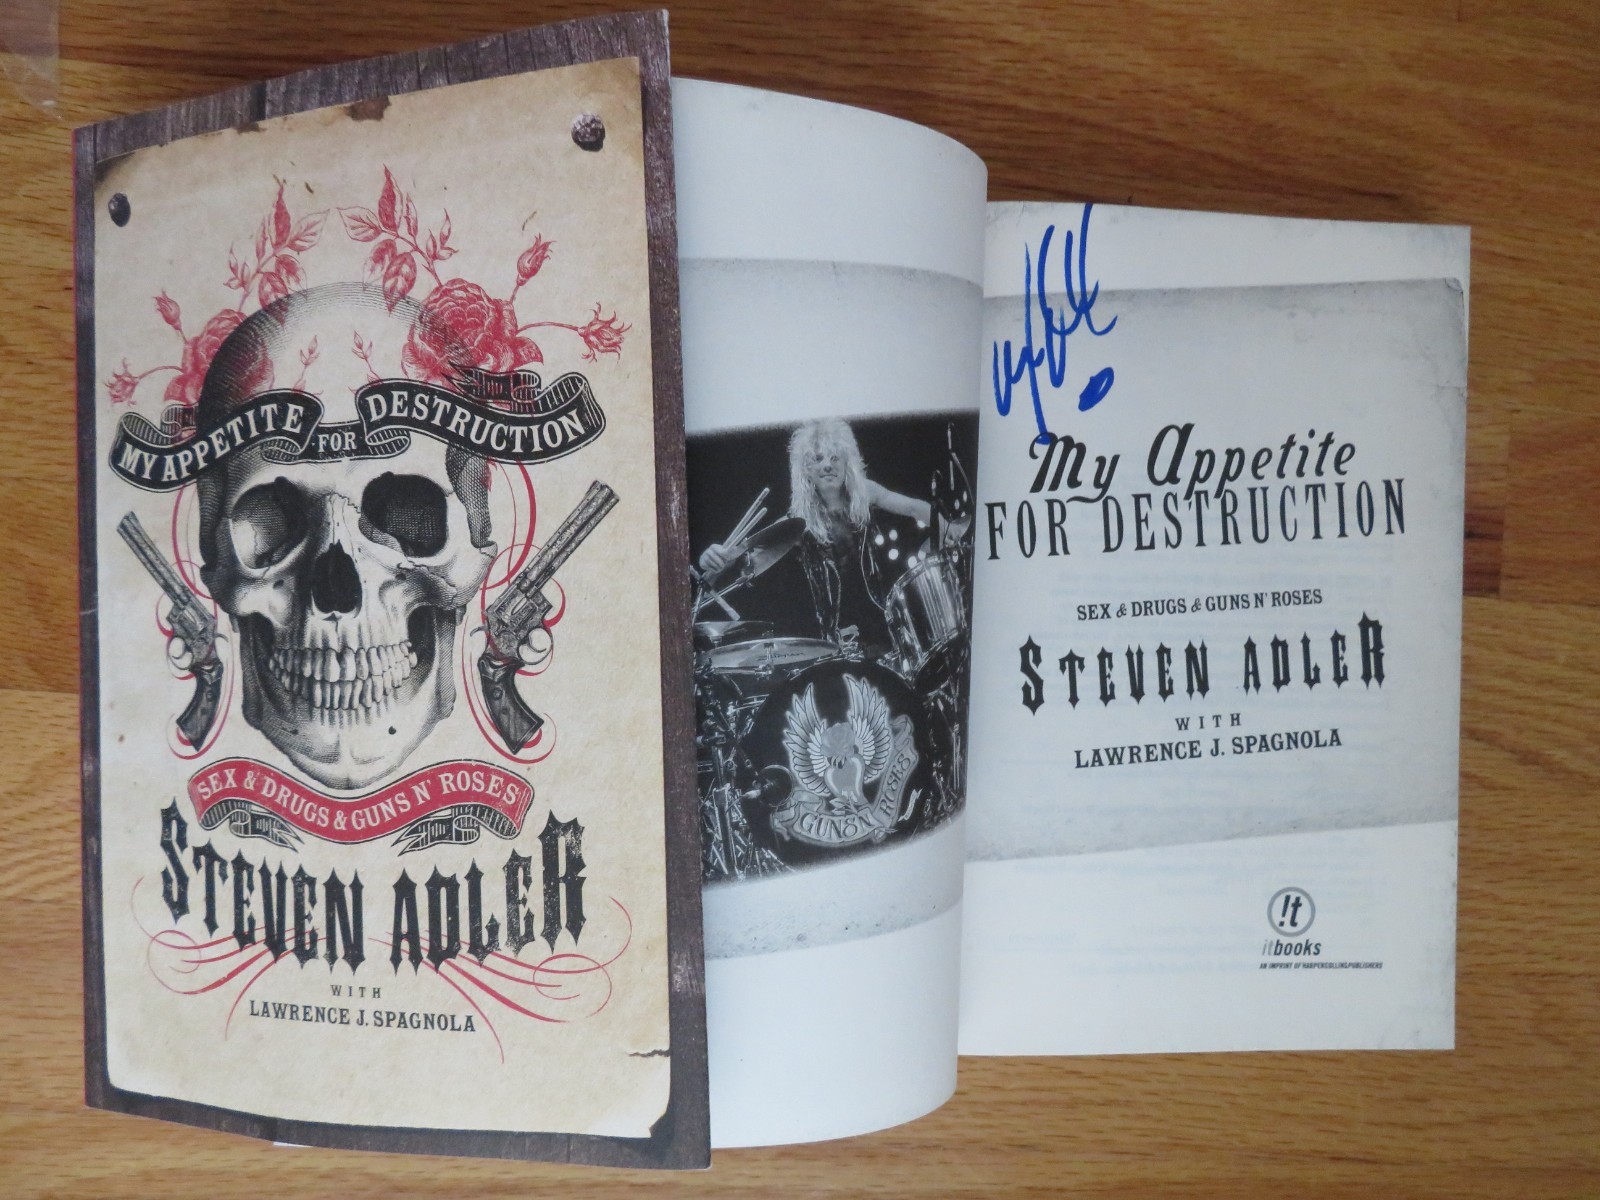 MY APPETITE FOR DESTRUCTION
SEX & DRUGS & GUNS N' ROSES
STEVEN ADLER
WITH
LAWRENCE J. SPAGNOLA
GUNS N ROSES
My Appetite
FOR DESTRUCTION
SEX & DRUGS & GUNS N' ROSES
STEVEN ADLER
WITH
LAWRENCE J. SPAGNOLA
!t
itbooks
AN IMPRINT OF HARPERCOLLINSPUBLISHERS